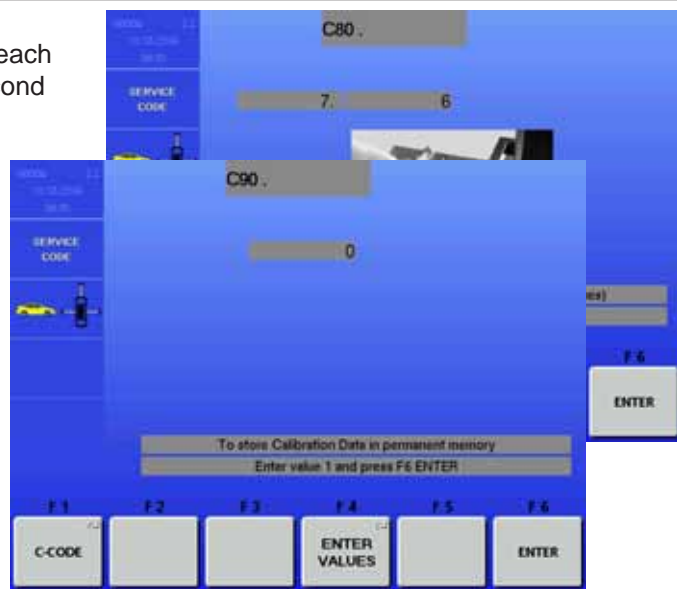 each
ond
C80 .
SERVICE
CODE
7. 6
C90 .
SERVICE
CODE
0
es)
F 6
ENTER
To store Calibration Data in permanent memory
Enter value 1 and press F6 ENTER
F 1 F 2 F 3 F 4 F 5 F 6
C-CODE ENTER
VALUES ENTER